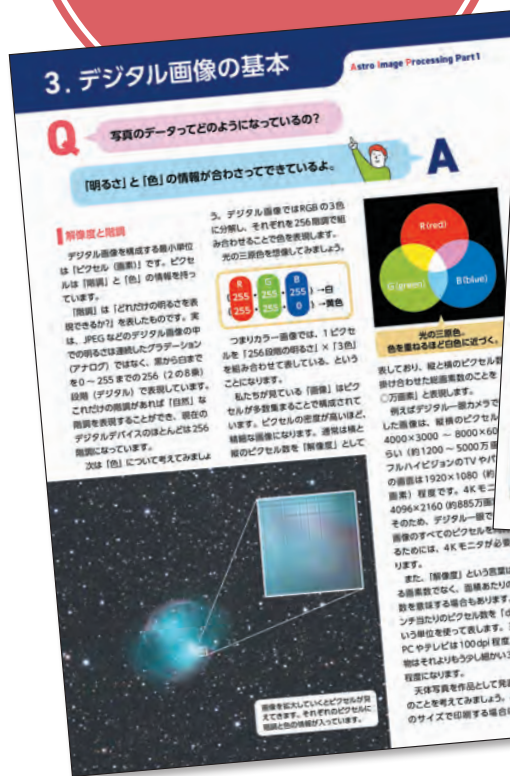 3. デジタル画像の基本
Astro Image Processing Part1
Q
写真のデータってどのようになっているの?
「明るさ」と「色」の情報が合わさってできているよ。
A
解像度と階調
デジタル画像を構成する最小単位
は「ピクセル(画素)」です。ピクセ
ルは「階調」と「色」の情報を持っ
ています。
「階調」は「どれだけの明るさを表
現できるか?」を表したものです。実
は、JPEGなどのデジタル画像の中
での明るさは連続したグラデーション
(アナログ)ではなく、黒から白まで
を0~255までの256(2の8乗)
段階(デジタル)で表現しています。
これだけの階調があれば「自然」な
階調を表現することができ、現在の
デジタルデバイスのほとんどは256
階調になっています。
次は「色」について考えてみましょ
う。デジタル画像ではRGBの3色
に分解し、それぞれを256階調で組
み合わせることで色を表現します。
光の三原色を想像してみましょう。
R G B
(255・255・255)→白
(255・255・0)→黄色
つまりカラー画像では、1ピクセ
ルを「256段階の明るさ」×「3色」
を組み合わせて表している、という
ことになります。
私たちが見ている「画像」はピク
セルが多数集まることで構成されて
います。ピクセルの密度が高いほど、
精細な画像になります。通常は横と
縦のピクセル数を「解像度」として
R(red)
G(green)
B(blue)
光の三原色。
色を重ねるほど白色に近づく。
表しており、縦と横のピクセル数
掛け合わせた総画素数のことを
〇万画素」と表現します。
例えばデジタル一眼カメラで
した画像は、縦横のピクセル
4000×3000 ~ 8000×60
らい(約1200~5000万画
フルハイビジョンのTVやパ
の画面は1920×1080(約
画素)程度です。4Kモニ
4096×2160(約885万画
そのため、デジタル一眼で
画像のすべてのピクセルを
るためには、4Kモニタが必要
ります。
また、「解像度」という言葉は
る画素数でなく、面積あたりの
数を意味する場合もあります。
ンチ当たりのピクセル数を「d
いう単位を使って表します。
PCやテレビは100dpi程度
物はそれよりもう少し細かい3
程度になります。
天体写真を作品として発
のことを考えてみましょう。
のサイズで印刷する場合
画像を拡大していくとピクセルが見
えてきます。それぞれのピクセルに
階調と色の情報が入っています。